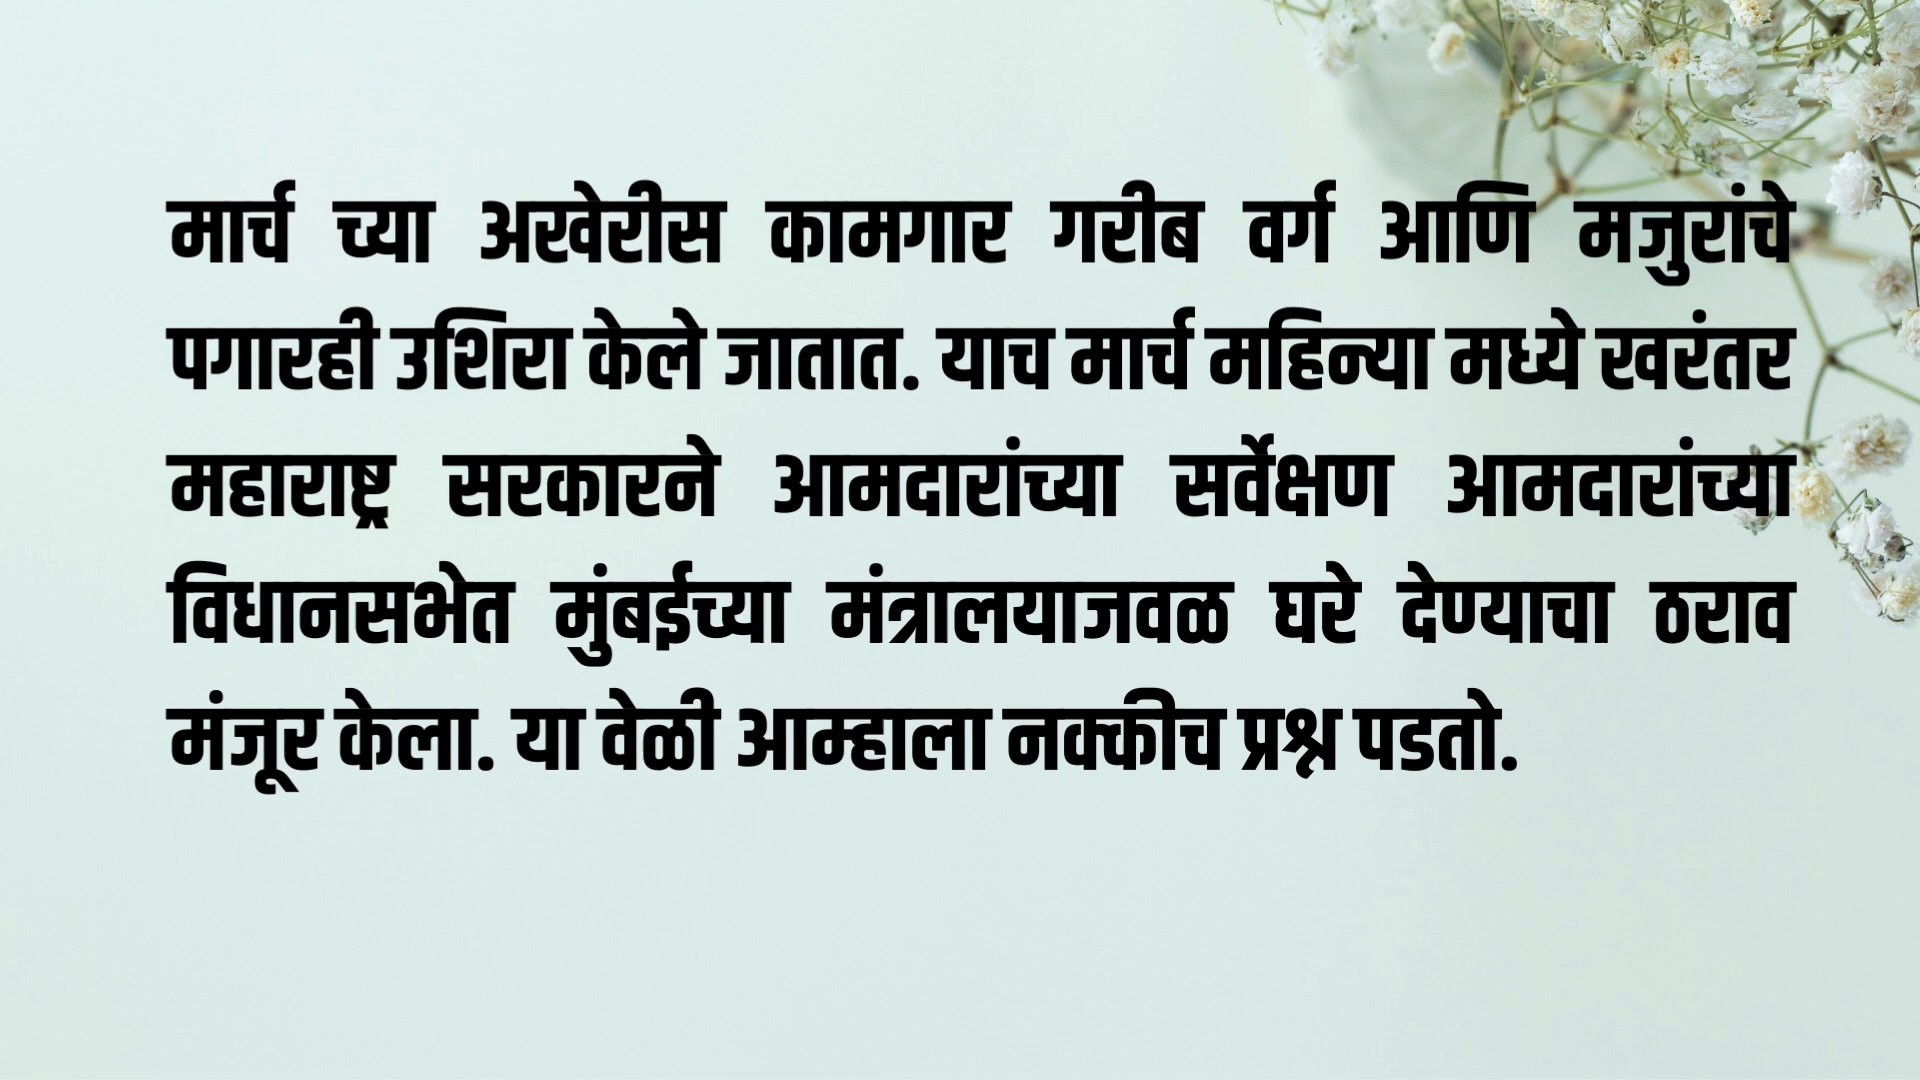 मार्च च्या अखेरीस कामगार गरीब वर्ग आणि मजुरांचे
पगारही उशिरा केले जातात. याच मार्च महिन्या मध्ये खरंतर
महाराष्ट्र सरकारने आमदारांच्या सर्वेक्षण आमदारांच्या
विधानसभेत मुंबईच्या मंत्रालयाजवळ घरे देण्याचा ठराव
मंजूर केला. या वेळी आम्हाला नक्कीच प्रश्न पडतो.